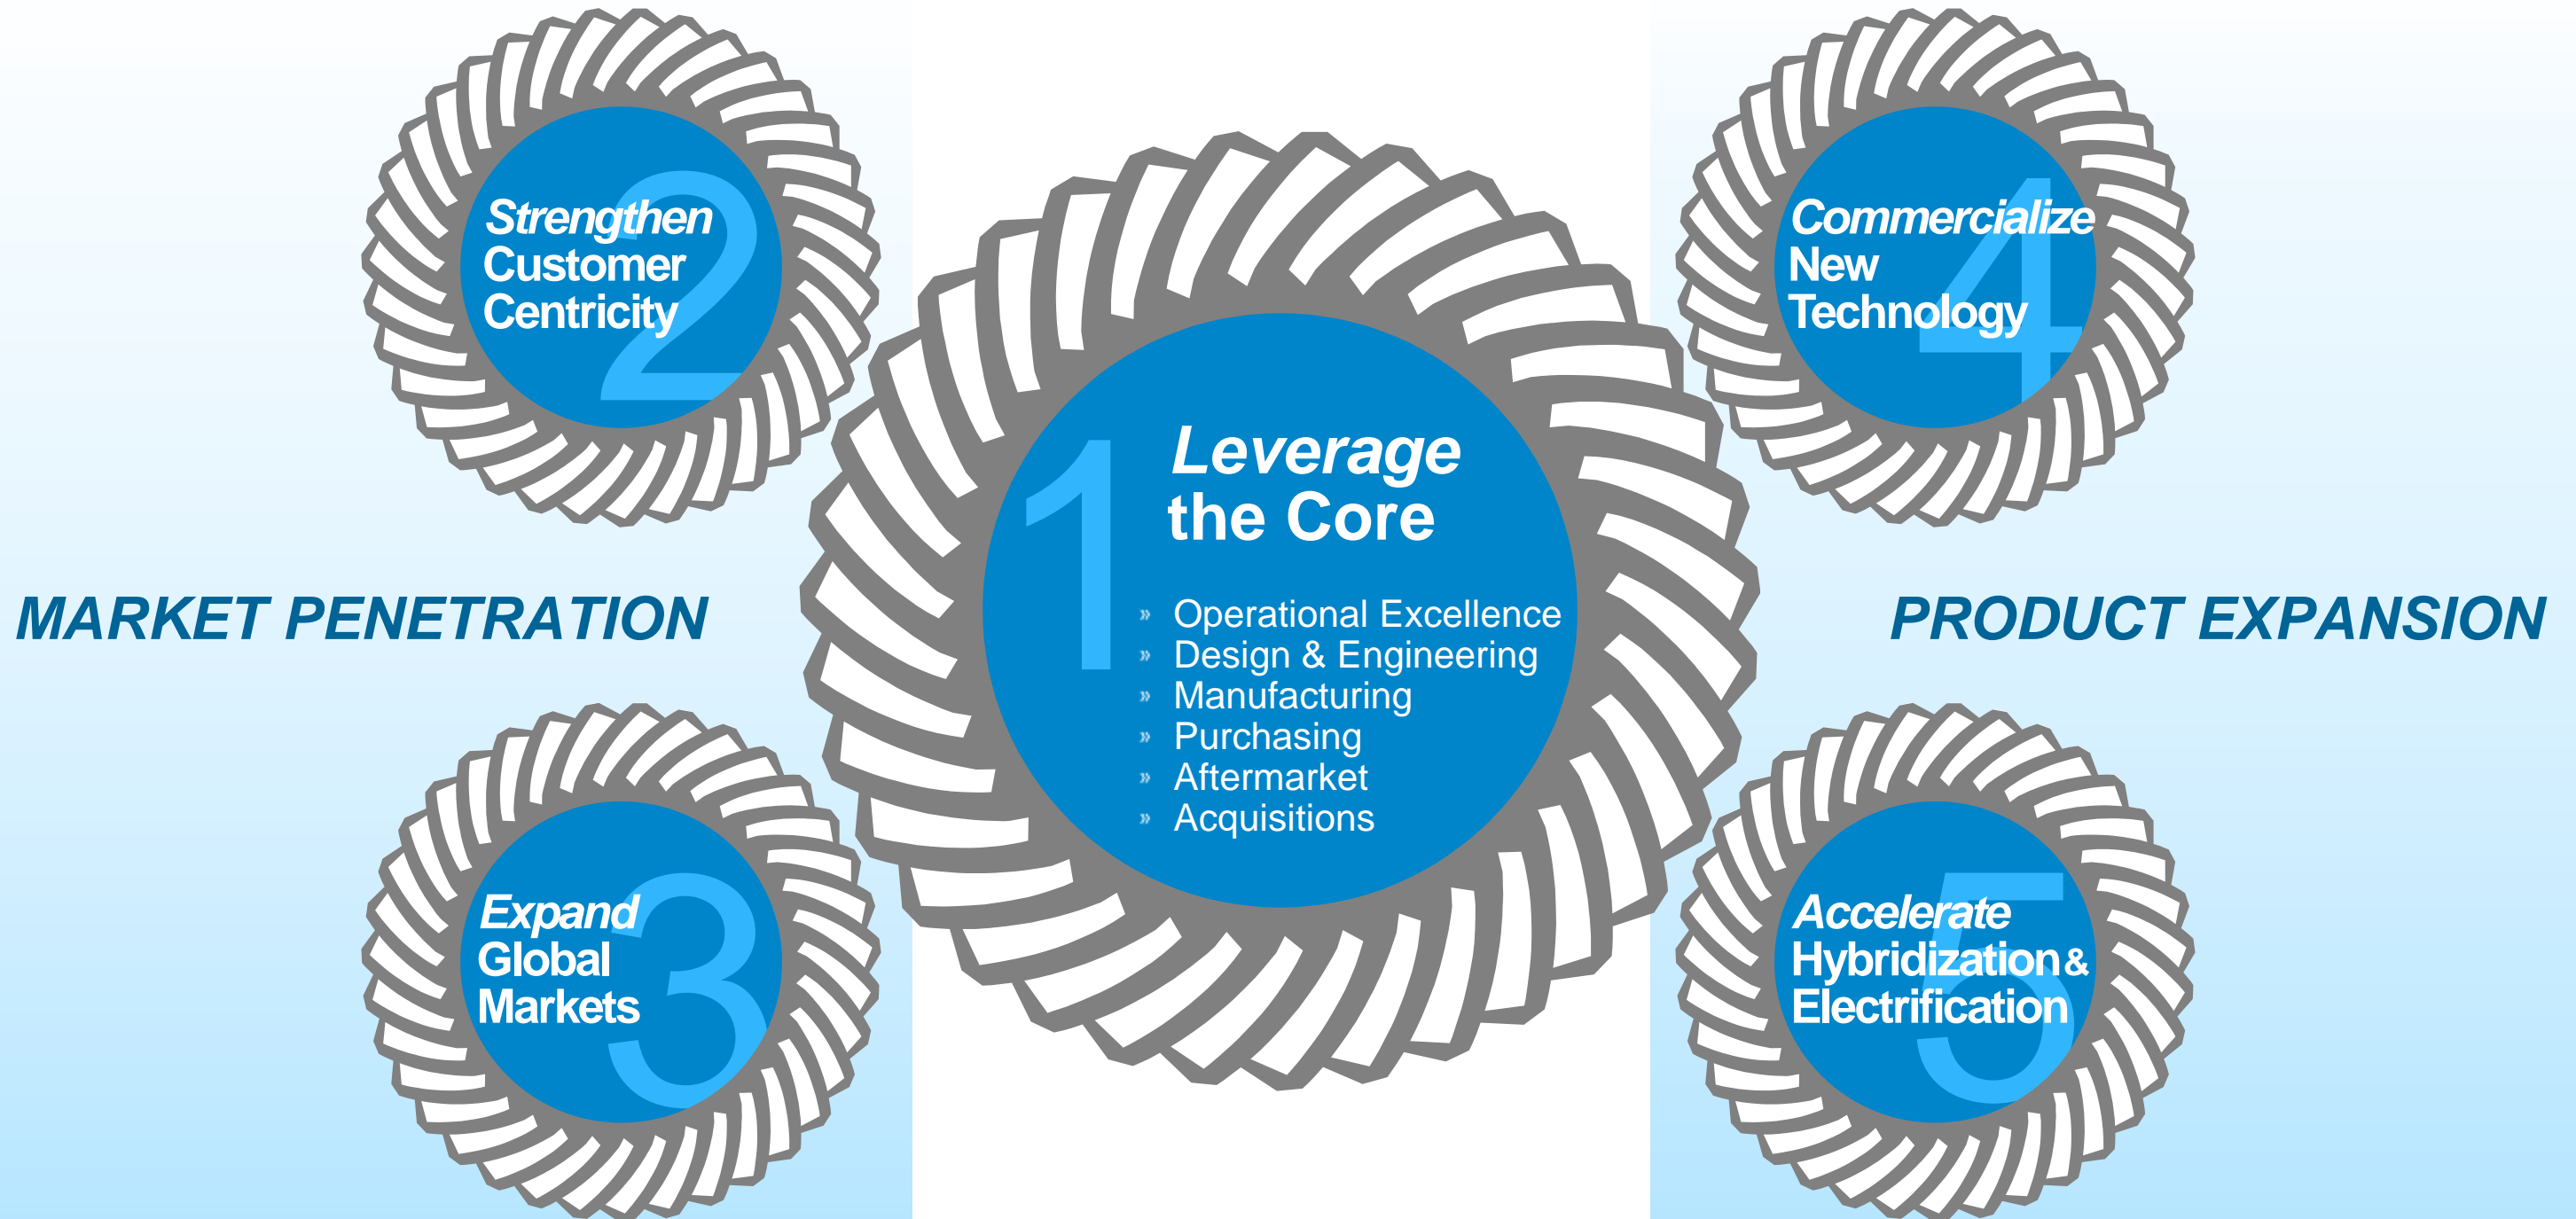 2
Strengthen
Customer
Centricity
MARKET PENETRATION
3
Expand
Global
Markets
1
Leverage
the Core
» Operational Excellence
» Design & Engineering
» Manufacturing
» Purchasing
» Aftermarket
» Acquisitions
4
Commercialize
New
Technology
PRODUCT EXPANSION
5
Accelerate
Hybridization &
Electrification